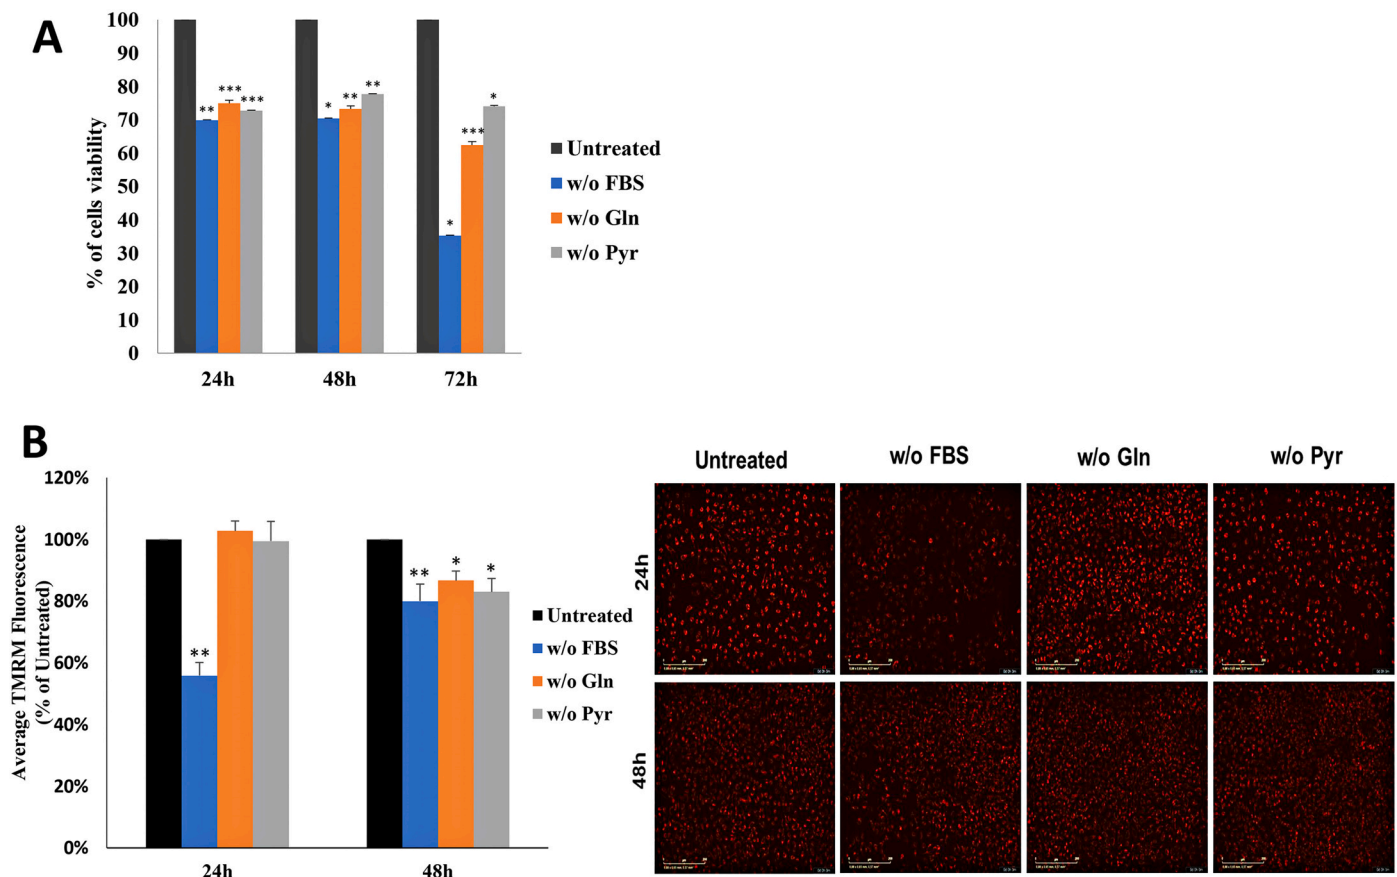 A
100
90
80
70
60
50
40
30
20
10
0
% of cells viability
** *** ***
* ** **
* *** *
24h 48h 72h
Untreated
w/o FBS
w/o Gln
w/o Pyr
B
120%
100%
80%
60%
40%
20%
0%
Average TMRM Fluorescence
(% of Untreated)
**
** * *
24h 48h
Untreated
w/o FBS
w/o Gln
w/o Pyr
Untreated w/o FBS w/o Gln w/o Pyr
24h
48h